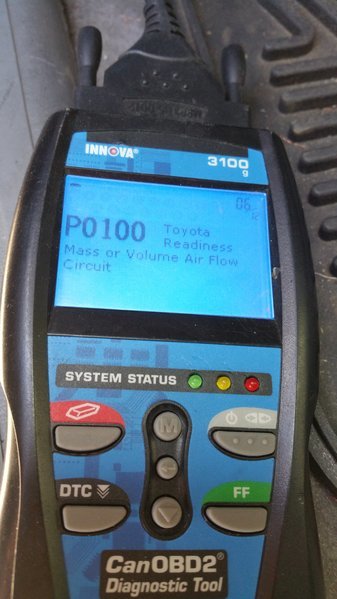 INNOVA®
3100
g
06
12
P0100 Toyota
Readiness
Mass or Volume Air Flow
Circuit
SYSTEM STATUS
M
DTC
FF
CanOBD2®
Diagnostic Tool